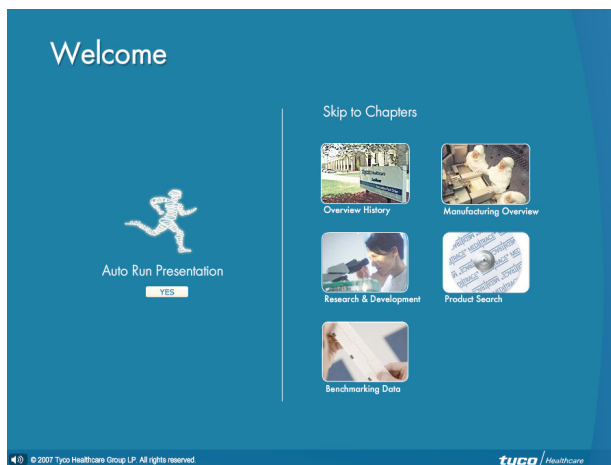 Welcome
Skip to Chapters
Overview History
Manufacturing Overview
Auto Run Presentation
YES
Research & Development
Product Search
Benchmarking Data
© 2007 Tyco Healthcare Group LP. All rights reserved.
tyco / Healthcare